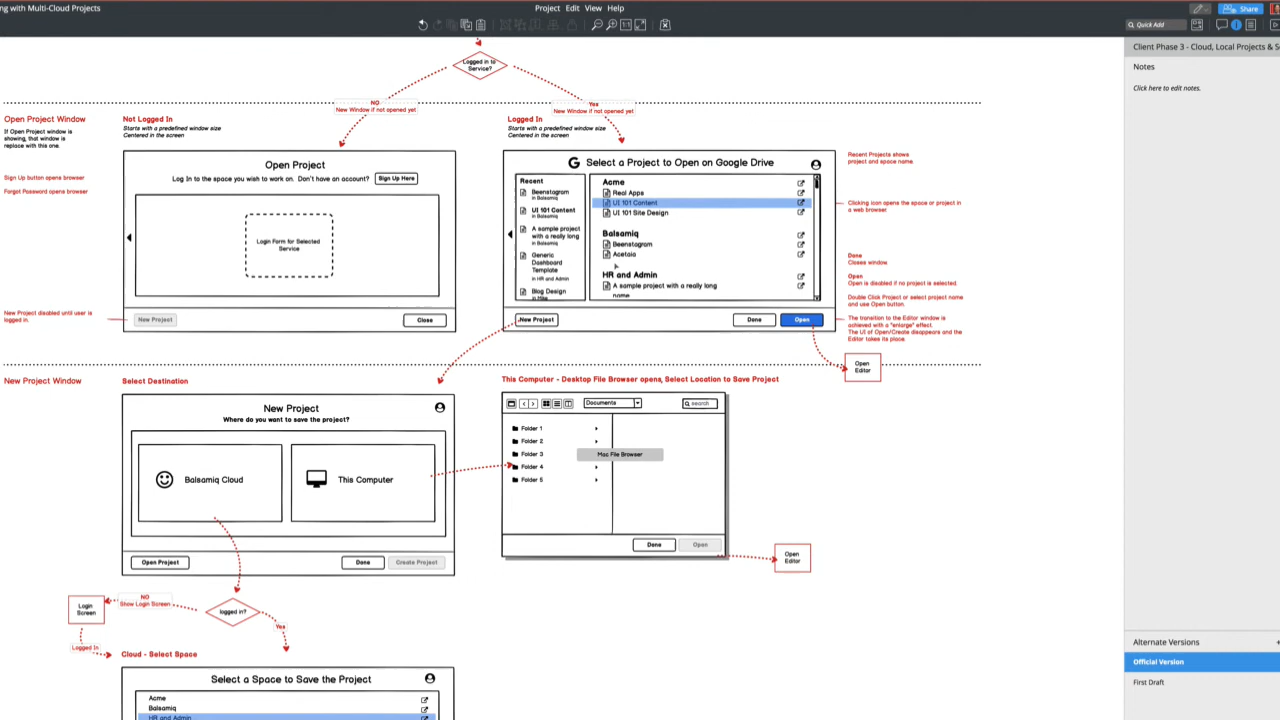 ng with Multi-Cloud Projects
Project Edit View Help
Share
1:1
Quick Add
Client Phase 3 - Cloud, Local Projects & S
Notes
Click here to edit notes.
Logged in to
Service?
NO
New Window if not opened yet
Yes
New Window if not opened yet
Open Project Window
If Open Project window is
showing, that window is
replace with this one.
Sign Up button opens browser
Forgot Password opens browser
New Project disabled until user is
logged in.
Not Logged In
Starts with a predefined window size
Centered in the screen
Open Project
Log In to the space you wish to work on. Don't have an account?
Sign Up Here
Login Form for Selected
Service
New Project
Close
Logged In
Starts with a predefined window size
Centered in the screen
Select a Project to Open on Google Drive
Recent
Beenstagram
in Balsamiq
UI 101 Content
in Balsamiq
A sample project
with a really long
in Balsamiq
Generic
Dashboard
Template
in HR and Admin
Blog Design
Acme
Real Apps
UI 101 Content
UI 101 Site Design
Balsamiq
Beenstagram
Acetaia
HR and Admin
A sample project with a really long
name
New Project
Done
Open
Recent Projects shows
project and space name.
Clicking icon opens the space or project in
a web browser
Done
Closes window.
Open
Open is disabled if no project is selected.
Double Click Project or select project name
and use Open button.
The transition to the Editor window is
achieved with a "enlarge" effect.
The UI of Open/Create disappears and the
Editor takes its place.
Open
Editor
New Project Window
Select Destination
New Project
Where do you want to save the project?
Balsamiq Cloud
This Computer
Open Project
Done
Create Project
This Computer - Desktop File Browser opens, Select Location to Save Project
Documents
search
Folder 1
Folder 2
Folder 3
Folder 4
Folder 5
Mac File Browser
Done
Open
Open
Editor
Login
Screen
NO
Show Login Screen
logged in?
Yes
Logged In
Cloud - Select Space
Select a Space to Save the Project
Acme
Balsamiq
HR and Admin
Alternate Versions
Official Version
First Draft